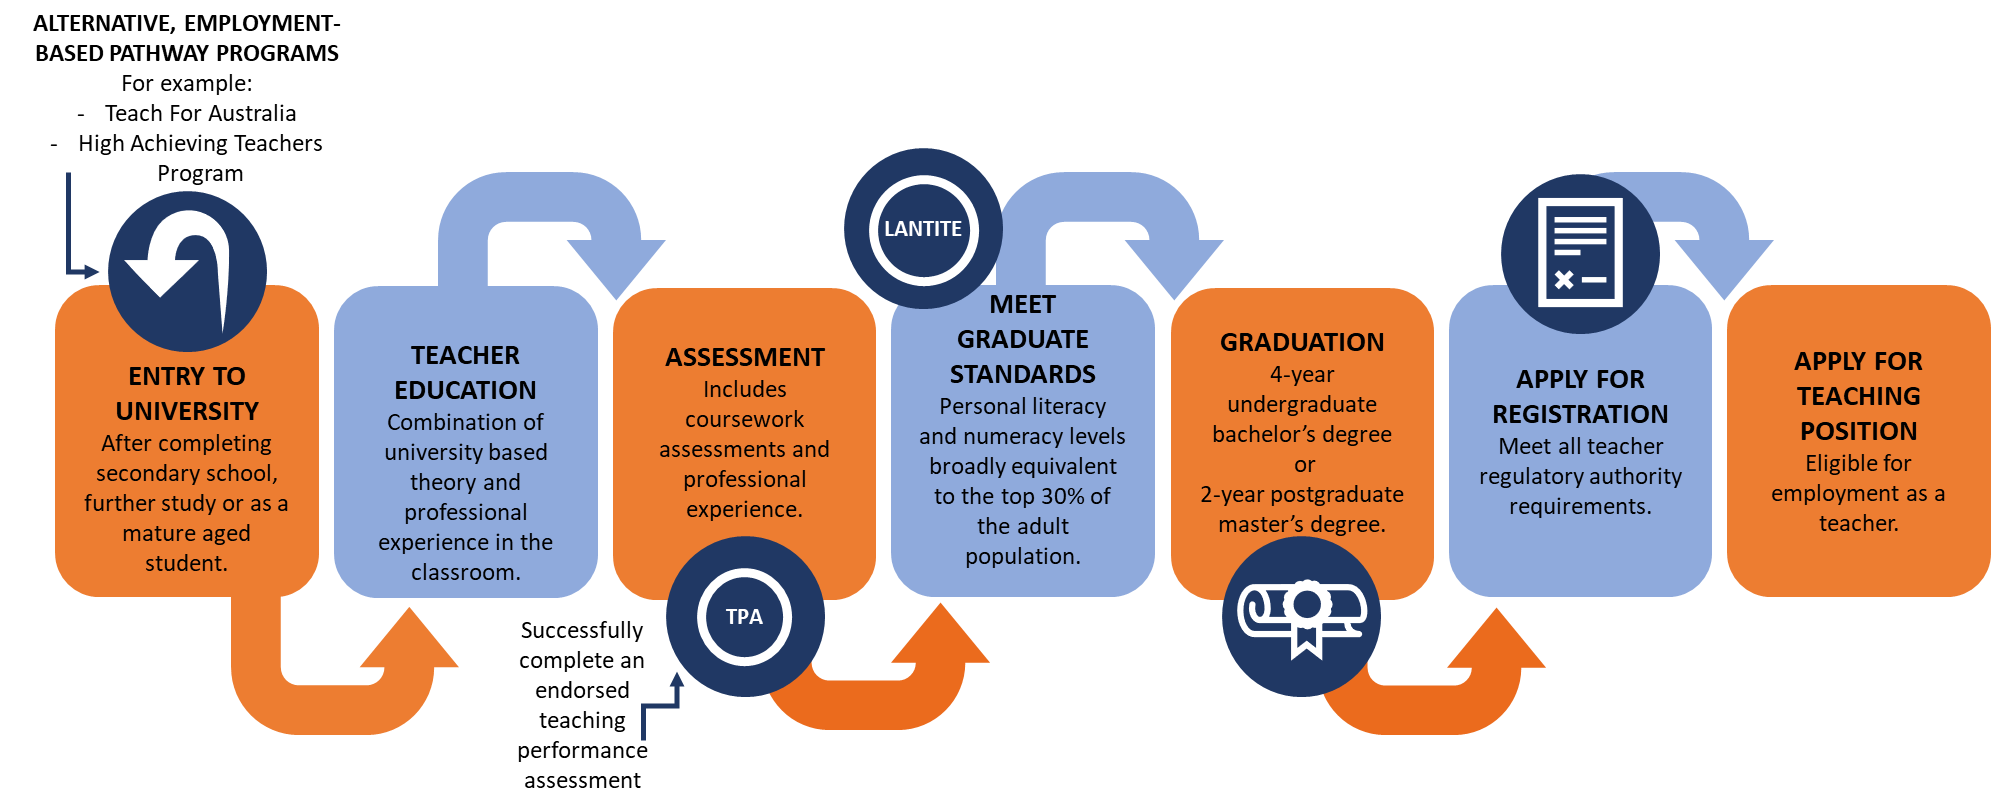 ALTERNATIVE, EMPLOYMENT-
BASED PATHWAY PROGRAMS
For example:
- Teach For Australia
- High Achieving Teachers
Program
ENTRY TO
UNIVERSITY
After completing
secondary school,
further study or as a
mature aged
student.
TEACHER
EDUCATION
Combination of
university based
theory and
professional
experience in the
classroom.
ASSESSMENT
Includes
coursework
assessments and
professional
experience.
TPA
Successfully
complete an
endorsed
teaching
performance
assessment
LANTITE
MEET
GRADUATE
STANDARDS
Personal literacy
and numeracy levels
broadly equivalent
to the top 30% of
the adult
population.
GRADUATION
4-year
undergraduate
bachelor’s degree
or
2-year postgraduate
master’s degree.
APPLY FOR
REGISTRATION
Meet all teacher
regulatory authority
requirements.
APPLY FOR
TEACHING
POSITION
Eligible for
employment as a
teacher.